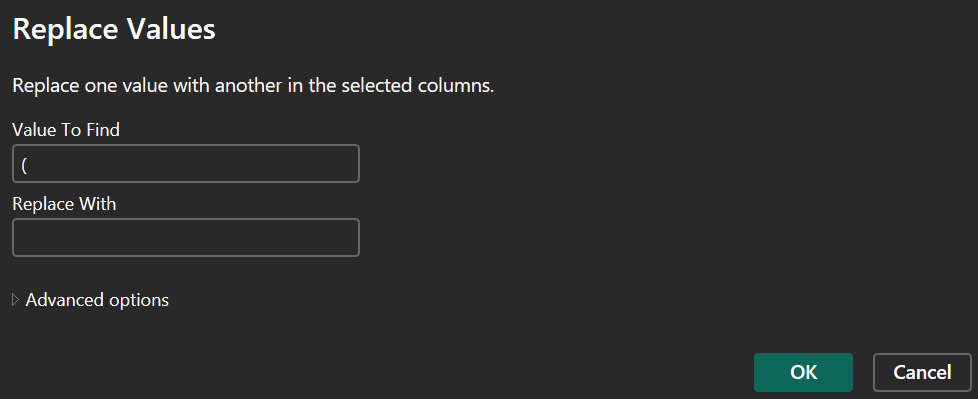 Replace Values
Replace one value with another in the selected columns.
Value To Find
(
Replace With
Advanced options
OK
Cancel